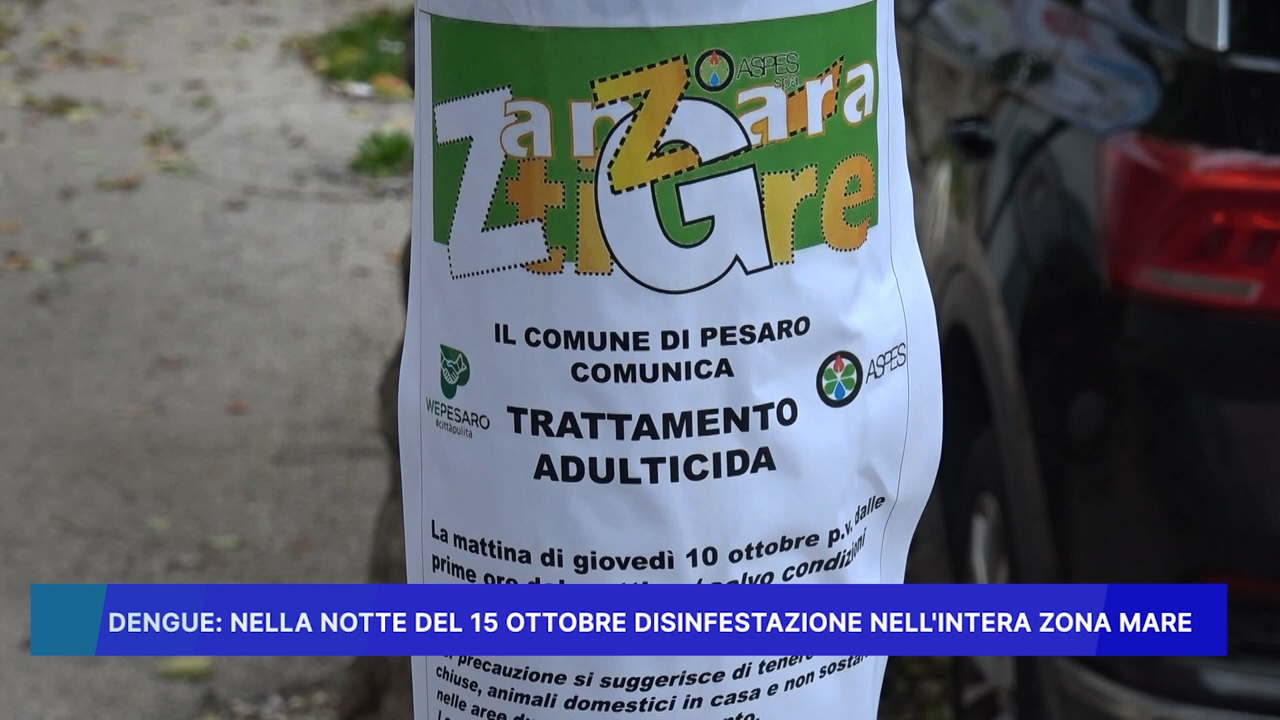 ASPES
Zanzara
tiGre
IL COMUNE DI PESARO
COMUNICA
ASPES
WEPESARO
#cittàpulita
TRATTAMENTO
ADULTICIDA
La mattina di giovedì 10 ottobre p.v. dalle
prime ore salvo condizioni
DENGUE: NELLA NOTTE DEL 15 OTTOBRE DISINFESTAZIONE NELL'INTERA ZONA MARE
precauzione si suggerisce di tenere
chiuse, animali domestici in casa e non
nelle aree